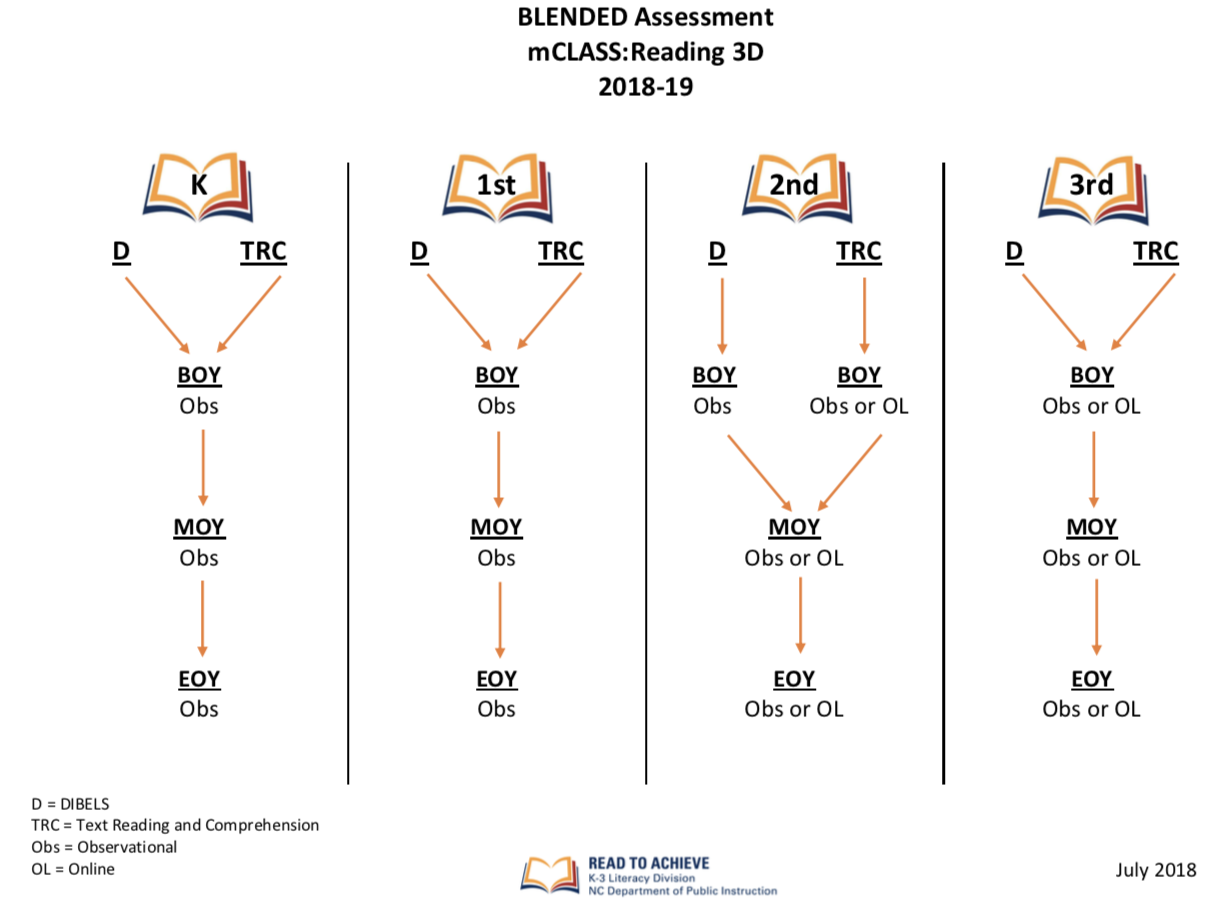 BLENDED Assessment
mCLASS:Reading 3D
2018-19
K
D TRC
BOY
Obs
MOY
Obs
EOY
Obs
1st
D TRC
BOY
Obs
MOY
Obs
EOY
Obs
2nd
D TRC
BOY BOY
Obs Obs or OL
MOY
Obs or OL
EOY
Obs or OL
3rd
D TRC
BOY
Obs or OL
MOY
Obs or OL
EOY
Obs or OL
D = DIBELS
TRC = Text Reading and Comprehension
Obs = Observational
OL = Online
READ TO ACHIEVE
K-3 Literacy Division
NC Department of Public Instruction
July 2018